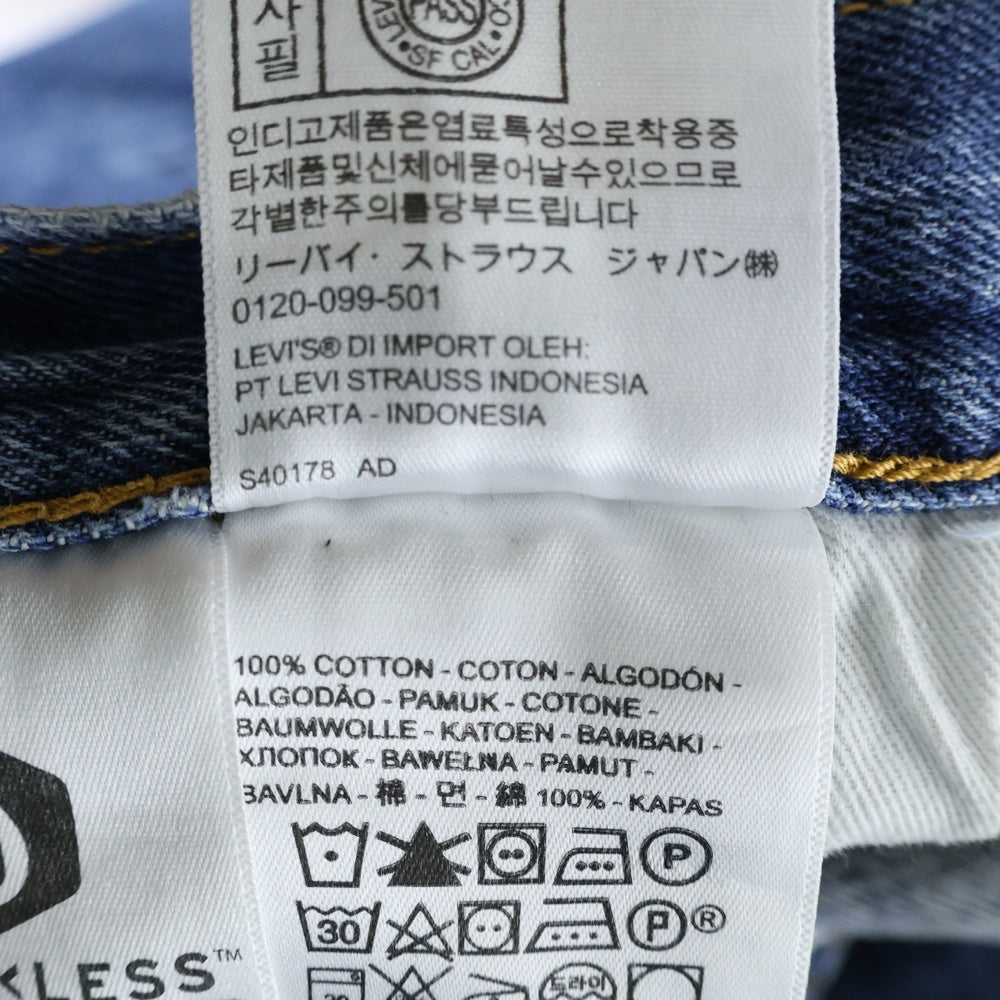 사
필
LEVI
PASS
SF CAL
CO
인디고제품은염료특성으로착용중
타제품및신체에묻어날수있으므로
각별한주의를당부드립니다
リーバイ・ストラウス ジャパン㈱
0120-099-501
LEVI'S® DI IMPORT OLEH:
PT LEVI STRAUSS INDONESIA
JAKARTA - INDONESIA
S40178 AD
100% COTTON - COTON - ALGODÓN -
ALGODÃO - PAMUK - COTONE -
BAUMWOLLE - KATOEN - BAMBAKI -
ХЛОПОК - BAWEŁNA - PAMUT -
BAVLNA - 棉 - 면 - 綿 100% - KAPAS
P
30 P ®
KLESS™
30 드라이